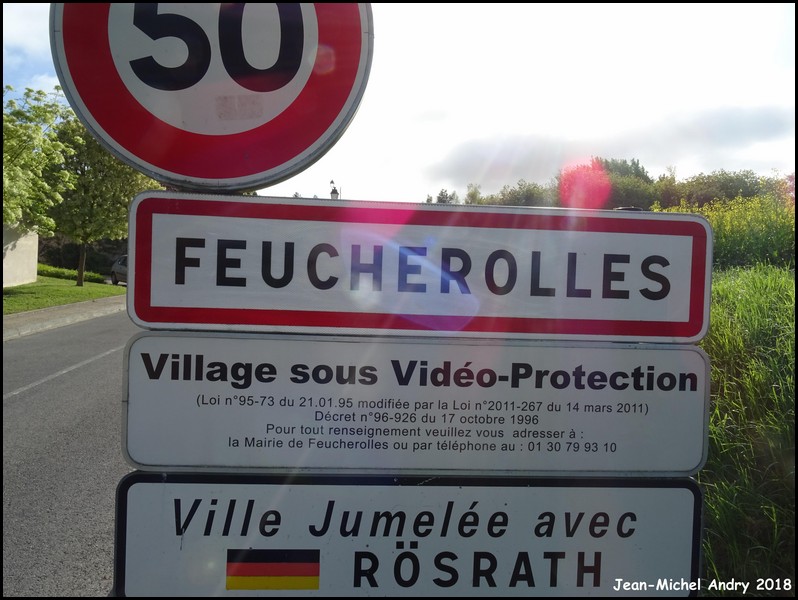 50
FEUCHEROLLES
Village sous Vidéo-Protection
(Loi n°95-73 du 21.01.95 modifiée par la Loi n°2011-267 du 14 mars 2011)
Décret n°96-926 du 17 octobre 1996
Pour tout renseignement veuillez vous adresser à :
la Mairie de Feucherolles ou par téléphone au : 01 30 79 93 10
Ville Jumelée avec
RÖSRATH
Jean-Michel Andry 2018